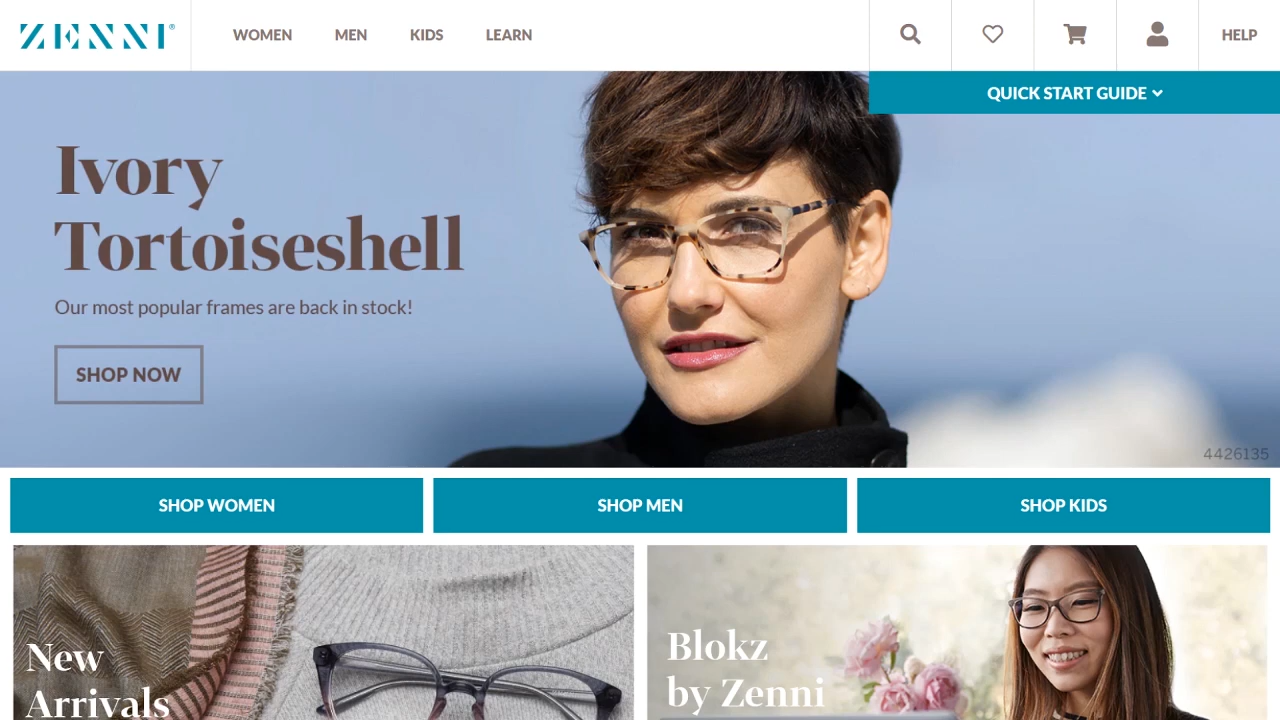 ZENNI®
WOMEN
MEN
KIDS
LEARN
HELP
QUICK START GUIDE
Ivory
Tortoiseshell
Our most popular frames are back in stock!
SHOP NOW
4426135
SHOP WOMEN
SHOP MEN
SHOP KIDS
New
Arrivals
Blokz
by Zenni